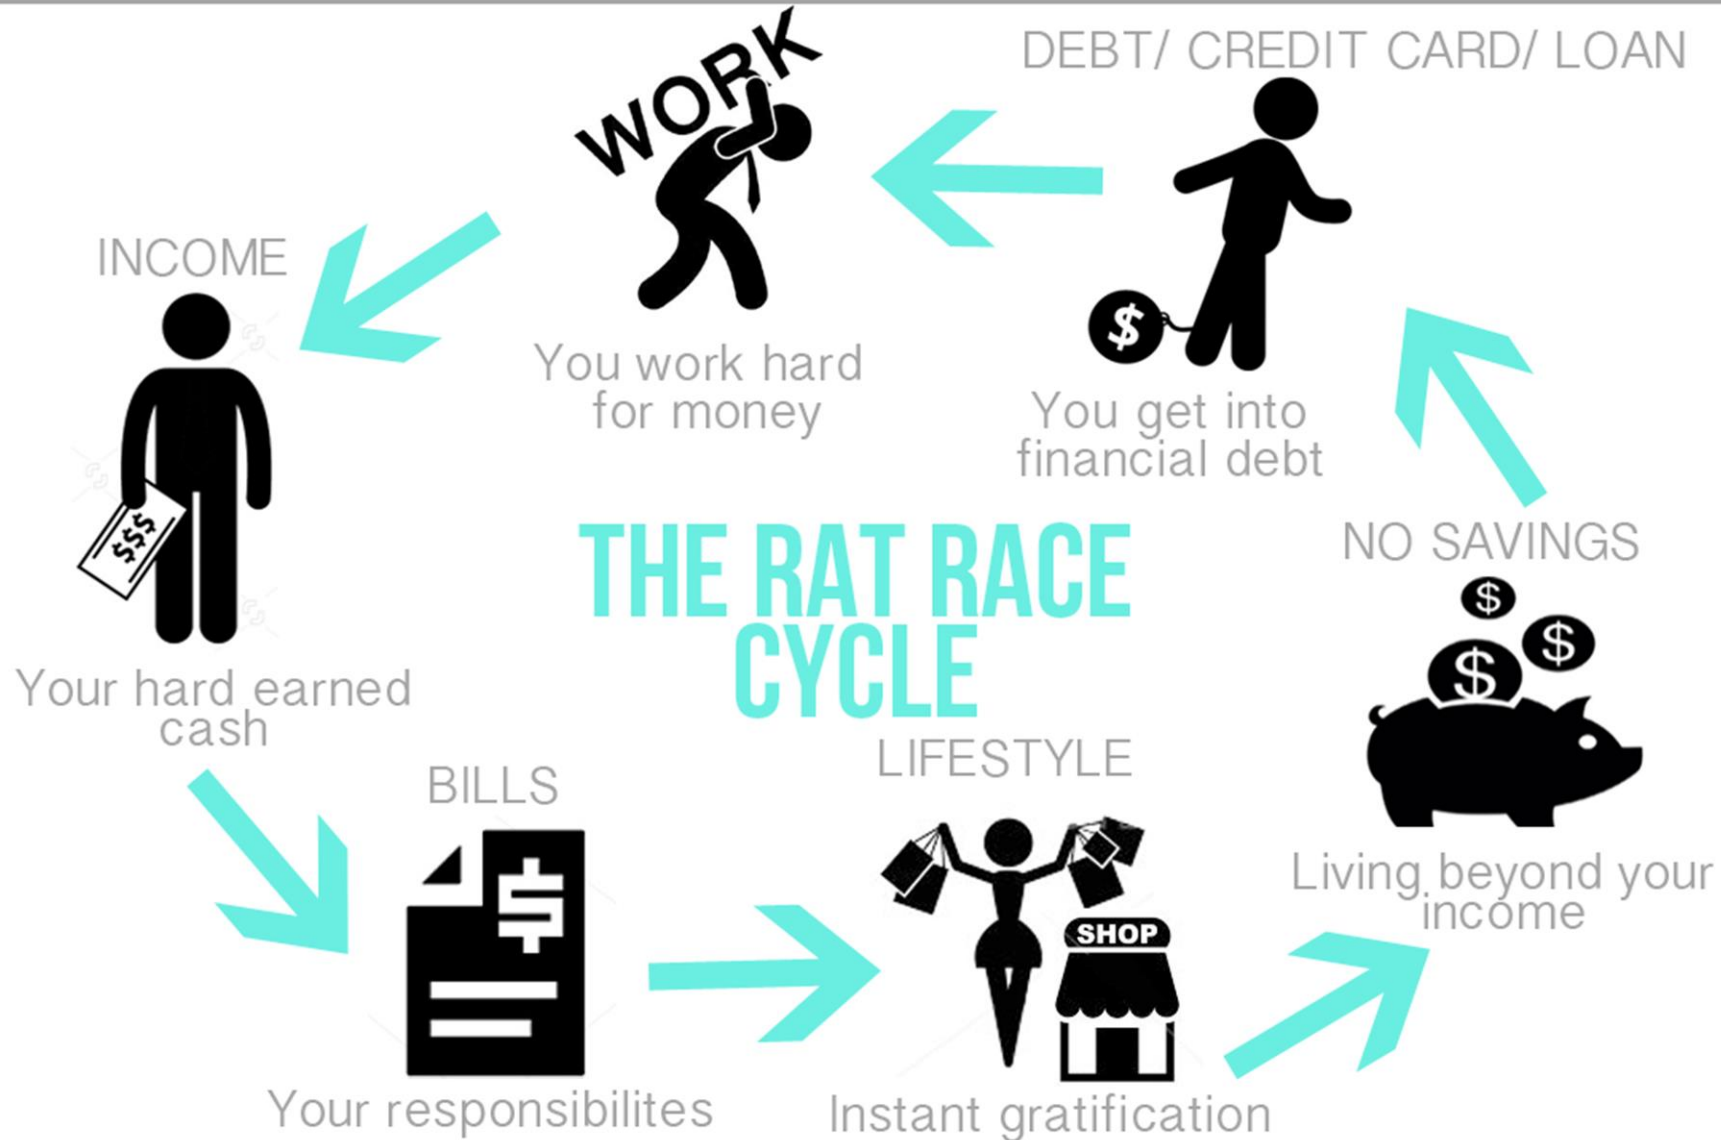 WORK
DEBT/ CREDIT CARD/ LOAN
$
You work hard
for money
You get into
financial debt
INCOME
$$$
Your hard earned
cash
THE RAT RACE
CYCLE
NO SAVINGS
$
$
$
Living beyond your
income
BILLS
$
Your responsibilites
LIFESTYLE
SHOP
Instant gratification